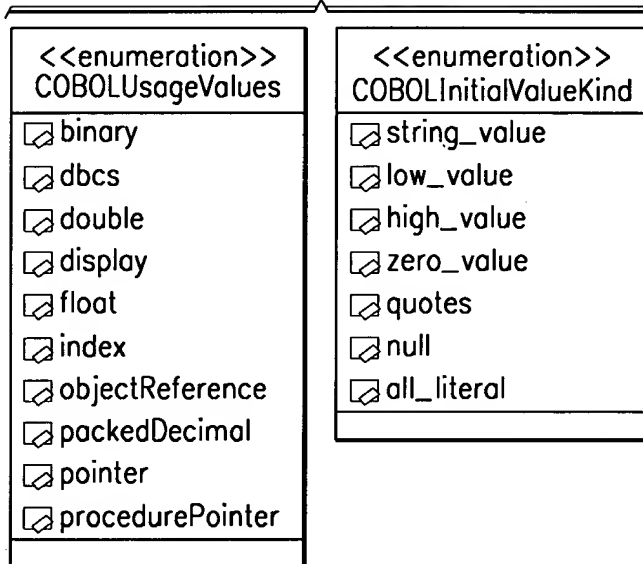 <<enumeration>>
COBOLUsageValues
binary
dbcs
double
display
float
index
objectReference
packedDecimal
pointer
procedurePointer
<<enumeration>>
COBOLInitialValueKind
string_value
low_value
high_value
zero_value
quotes
null
all_literal